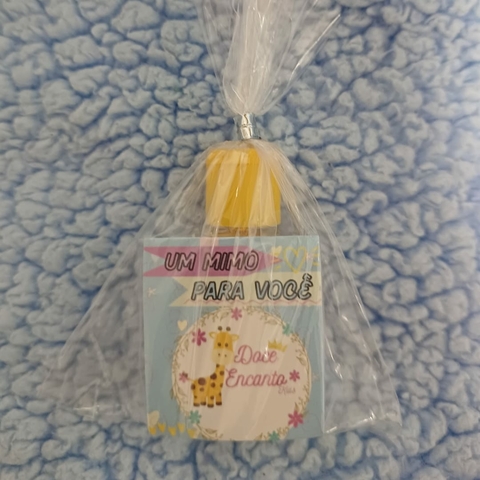 UM MIMO
PARA VOCÊ
Doce
Encanto